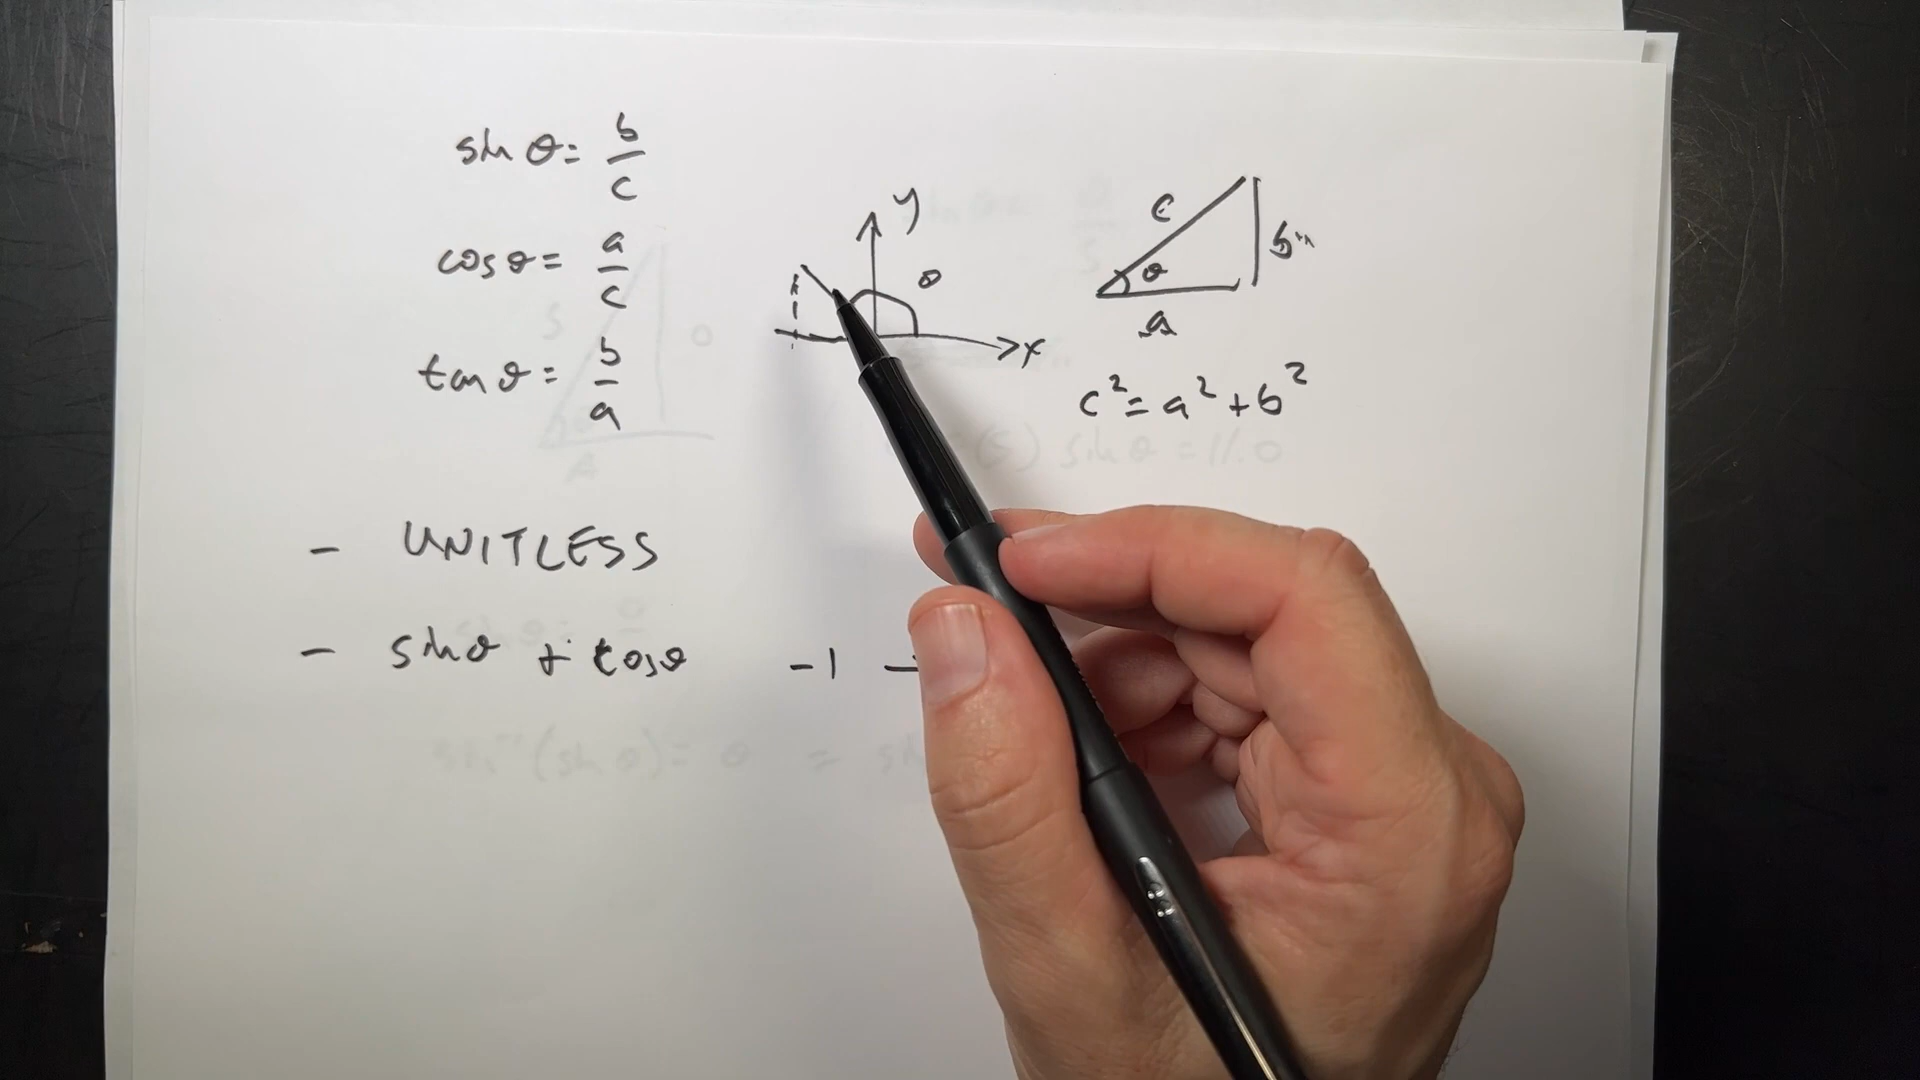 sin θ = b/c
cos θ = a/c
tan θ = b/a
y
θ
x
c
θ
b
a
c² = a² + b²
- UNITLESS
- sin θ + cos θ -1 -